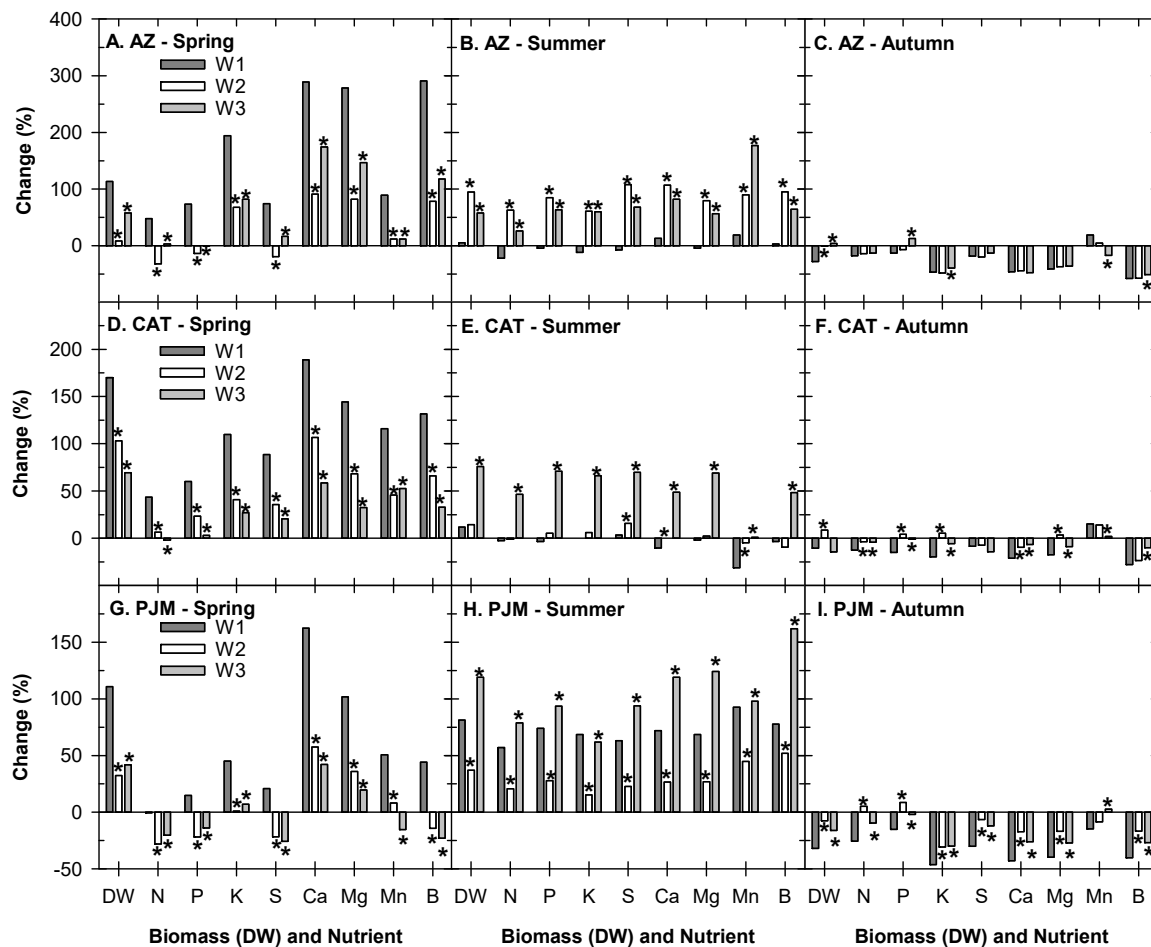 A. AZ - Spring
W1
W2
W3
B. AZ - Summer
C. AZ - Autumn
400
300
200
100
0
Change (%)
D. CAT - Spring
W1
W2
W3
E. CAT - Summer
F. CAT - Autumn
200
150
100
50
0
Change (%)
G. PJM - Spring
W1
W2
W3
H. PJM - Summer
I. PJM - Autumn
150
100
50
0
-50
Change (%)
DW N P K S Ca Mg Mn B
DW N P K S Ca Mg Mn B
DW N P K S Ca Mg Mn B
Biomass (DW) and Nutrient
Biomass (DW) and Nutrient
Biomass (DW) and Nutrient